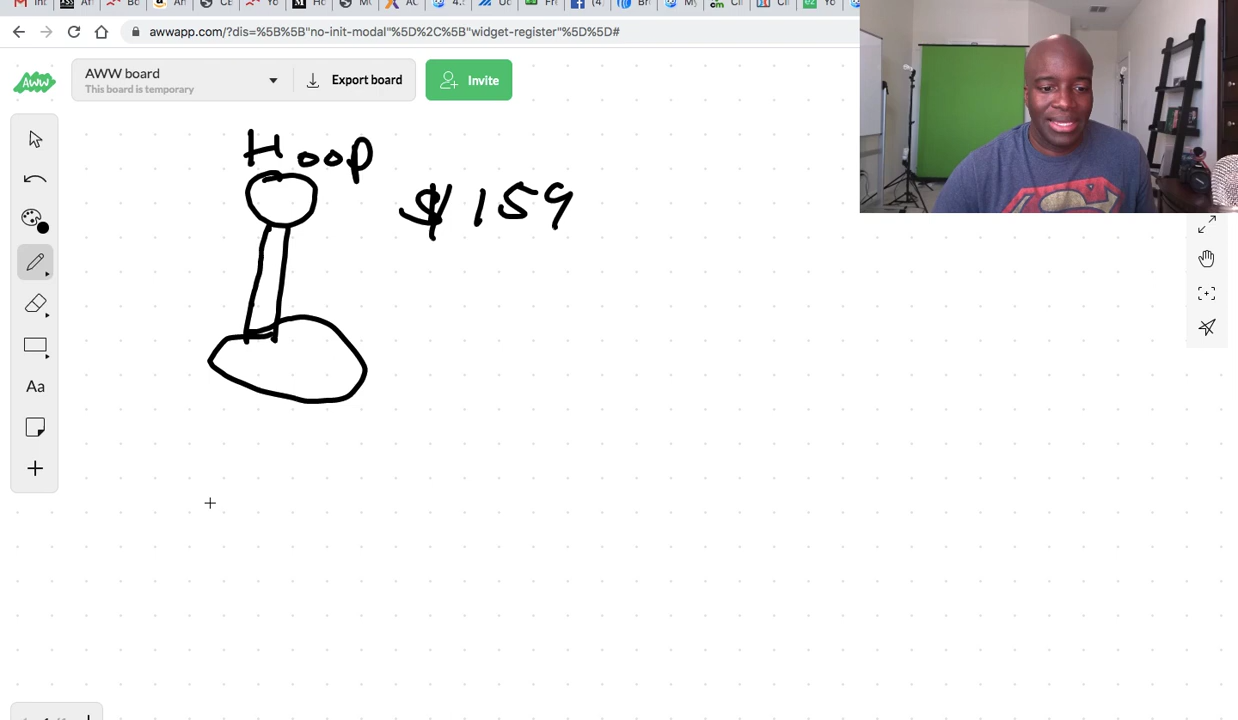 awwapp.com/?dis=%5B%5B"no-init-modal"%5D%2C%5B"widget-register"%5D%5D#
AWW
AWW board
This board is temporary
Export board
Invite
Hoop
$159
Aa